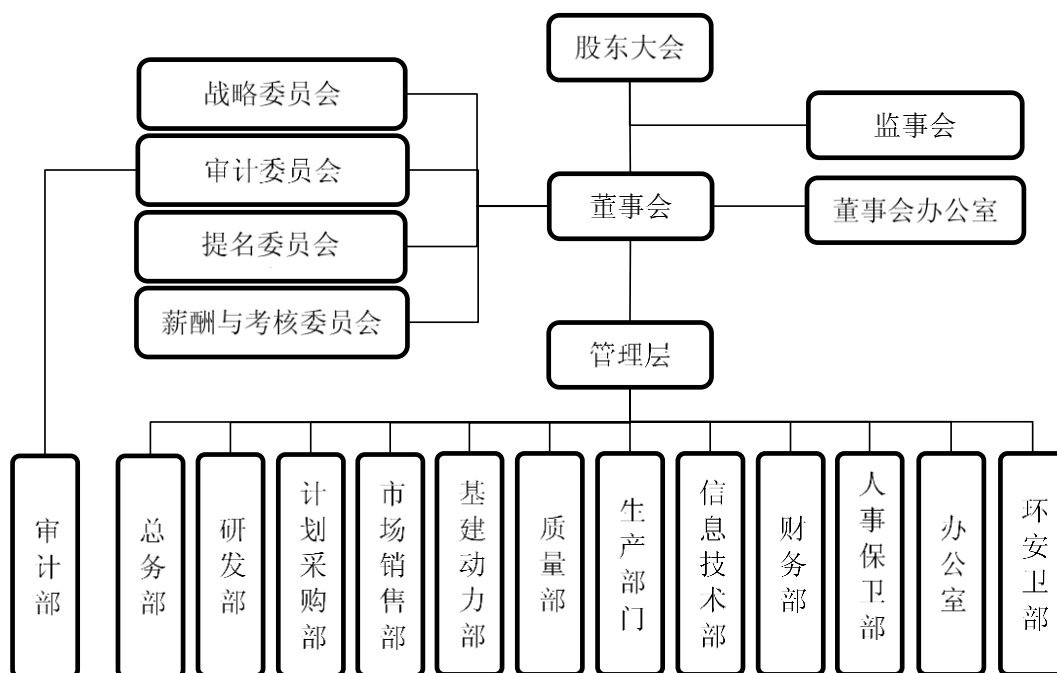 股东大会
战略委员会
监事会
审计委员会
董事会
董事会办公室
提名委员会
薪酬与考核委员会
管理层
审计部
总务部
研发部
计划采购部
市场销售部
基建动力部
质量部
生产部门
信息技术部
财务部
人事保卫部
办公室
环安卫部